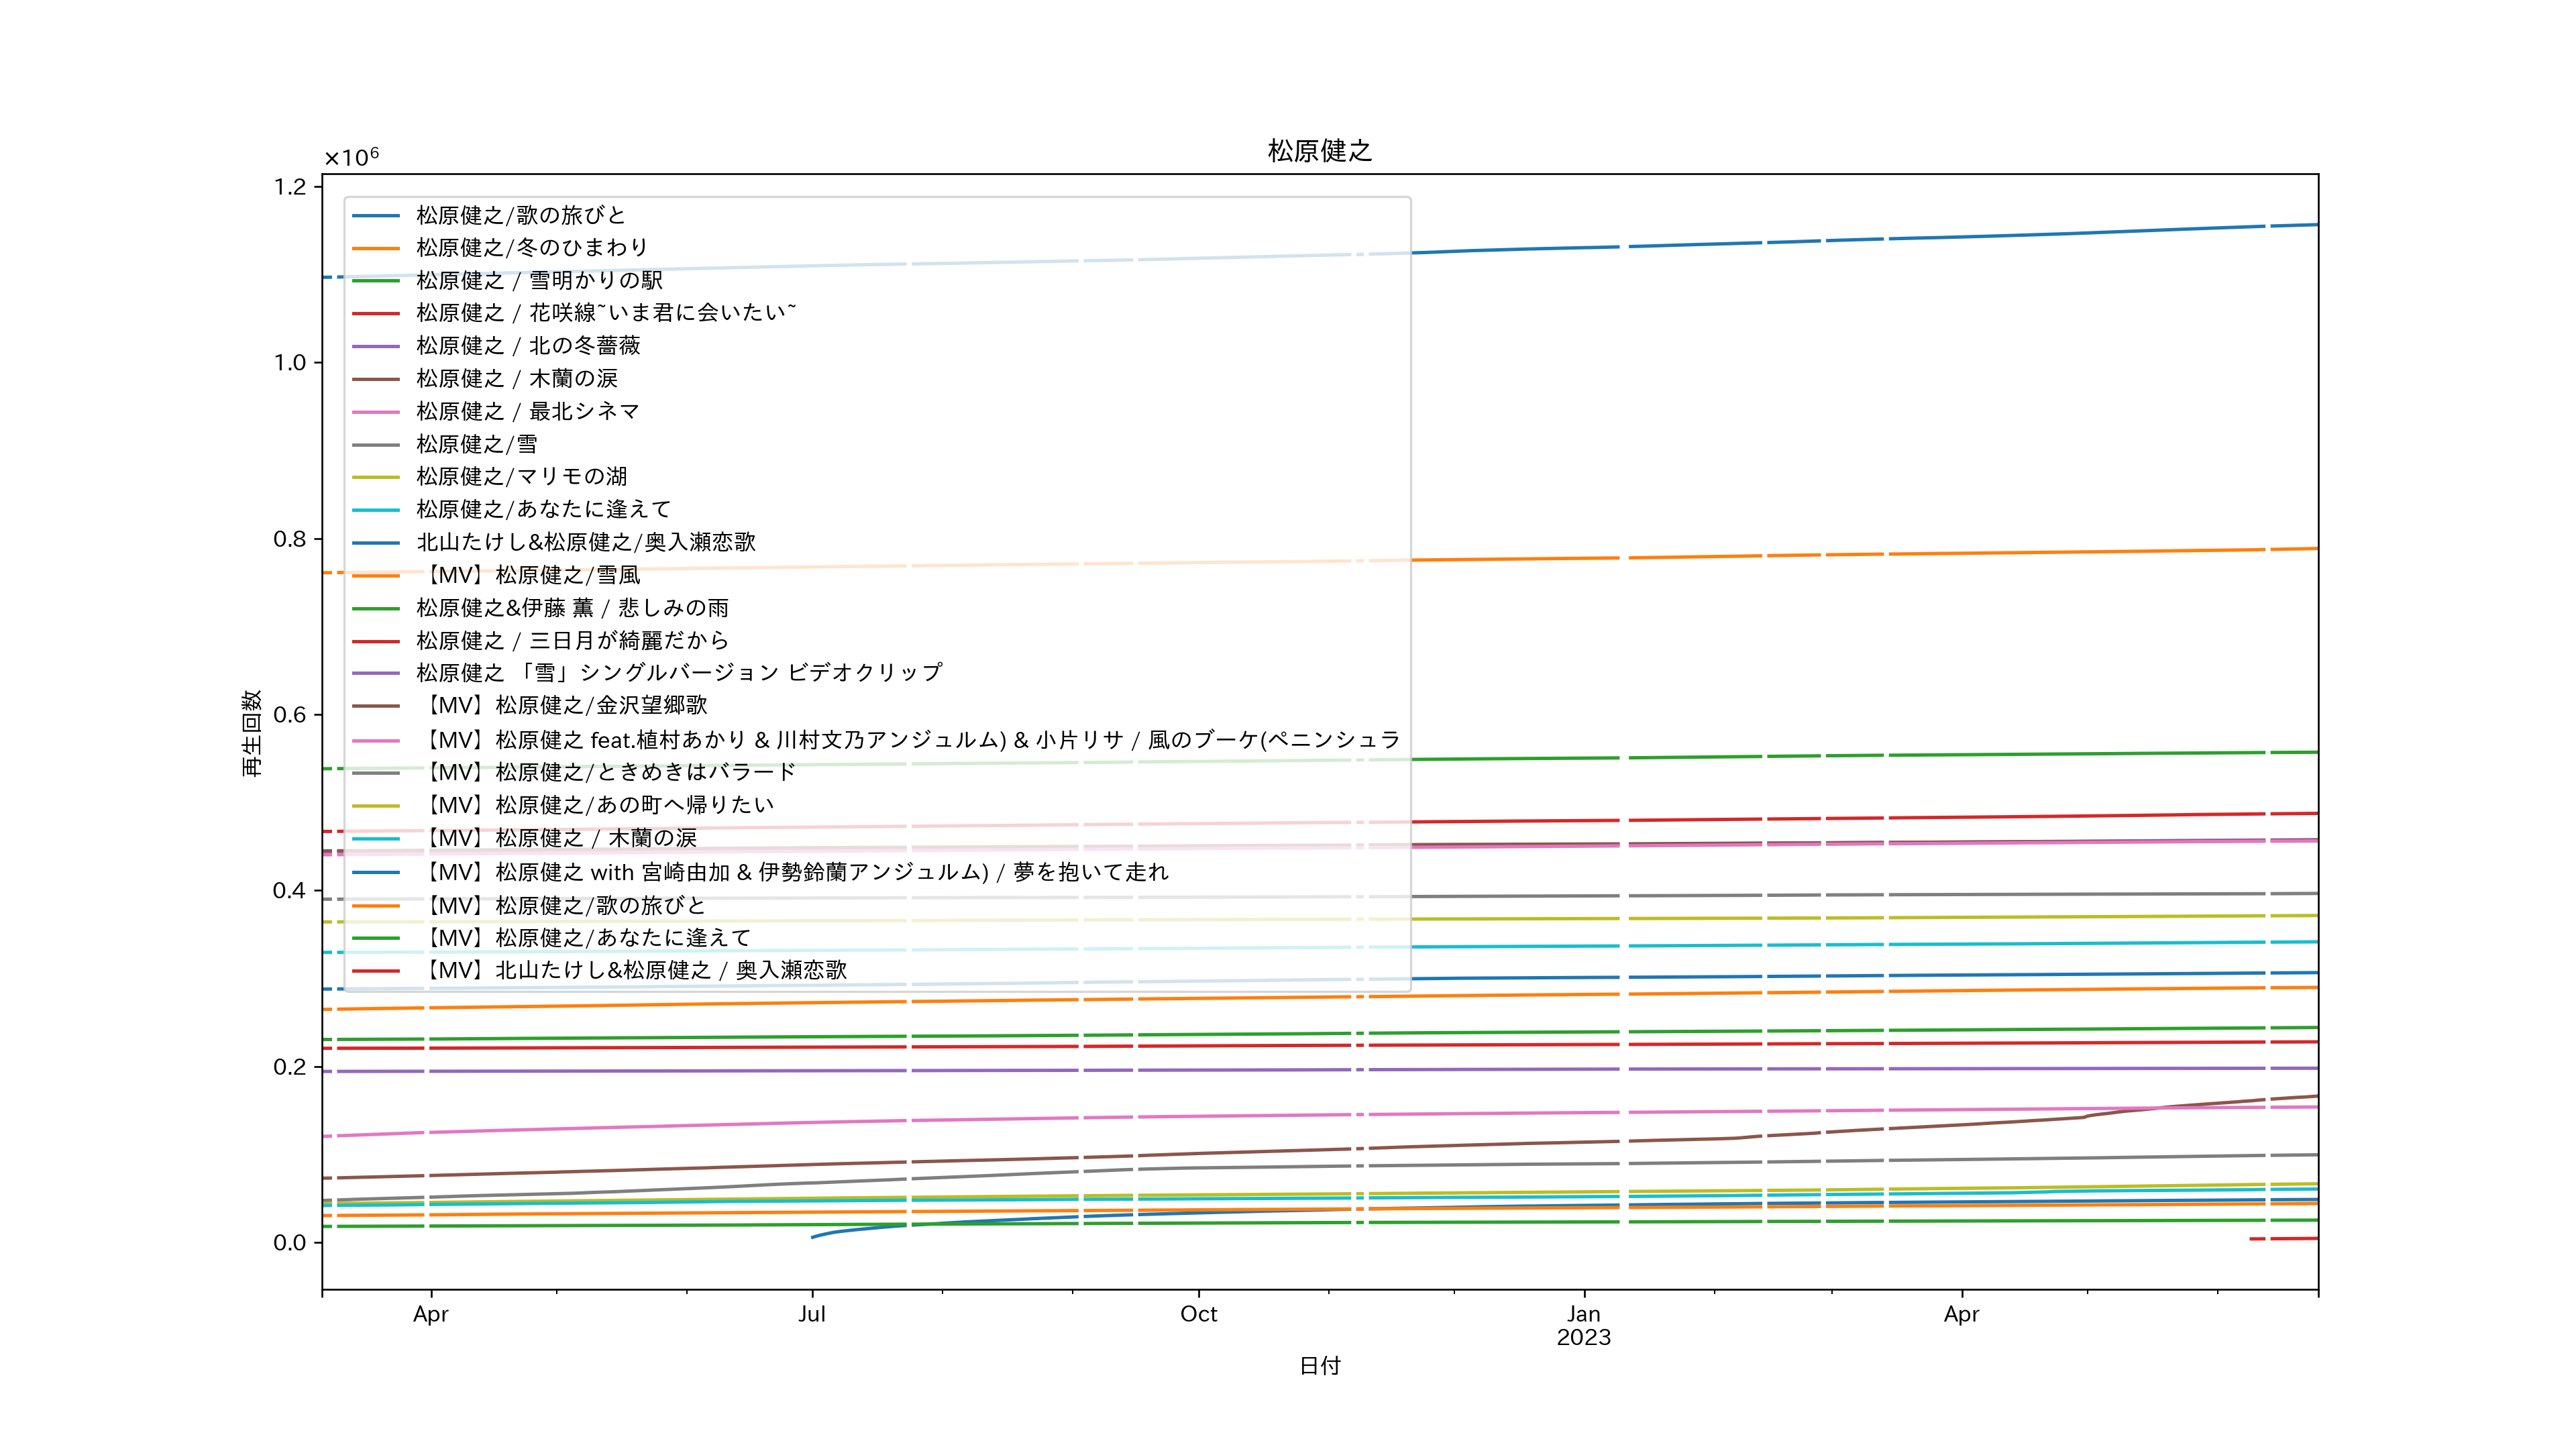 松原健之
×10⁶
1.2
1.0
0.8
0.6
0.4
0.2
0.0
再生回数
松原健之/歌の旅びと
松原健之/冬のひまわり
松原健之 / 雪明かりの駅
松原健之 / 花咲線~いま君に会いたい~
松原健之 / 北の冬薔薇
松原健之 / 木蘭の涙
松原健之 / 最北シネマ
松原健之/雪
松原健之/マリモの湖
松原健之/あなたに逢えて
北山たけし&松原健之/奥入瀬恋歌
【MV】松原健之/雪風
松原健之&伊藤 薫 / 悲しみの雨
松原健之 / 三日月が綺麗だから
松原健之 「雪」シングルバージョン ビデオクリップ
【MV】松原健之/金沢望郷歌
【MV】松原健之 feat.植村あかり & 川村文乃アンジュルム) & 小片リサ / 風のブーケ(ペニンシュラ
【MV】松原健之/ときめきはバラード
【MV】松原健之/あの町へ帰りたい
【MV】松原健之 / 木蘭の涙
【MV】松原健之 with 宮崎由加 & 伊勢鈴蘭アンジュルム) / 夢を抱いて走れ
【MV】松原健之/歌の旅びと
【MV】松原健之/あなたに逢えて
【MV】北山たけし&松原健之 / 奥入瀬恋歌
Apr
Jul
Oct
Jan
2023
Apr
日付